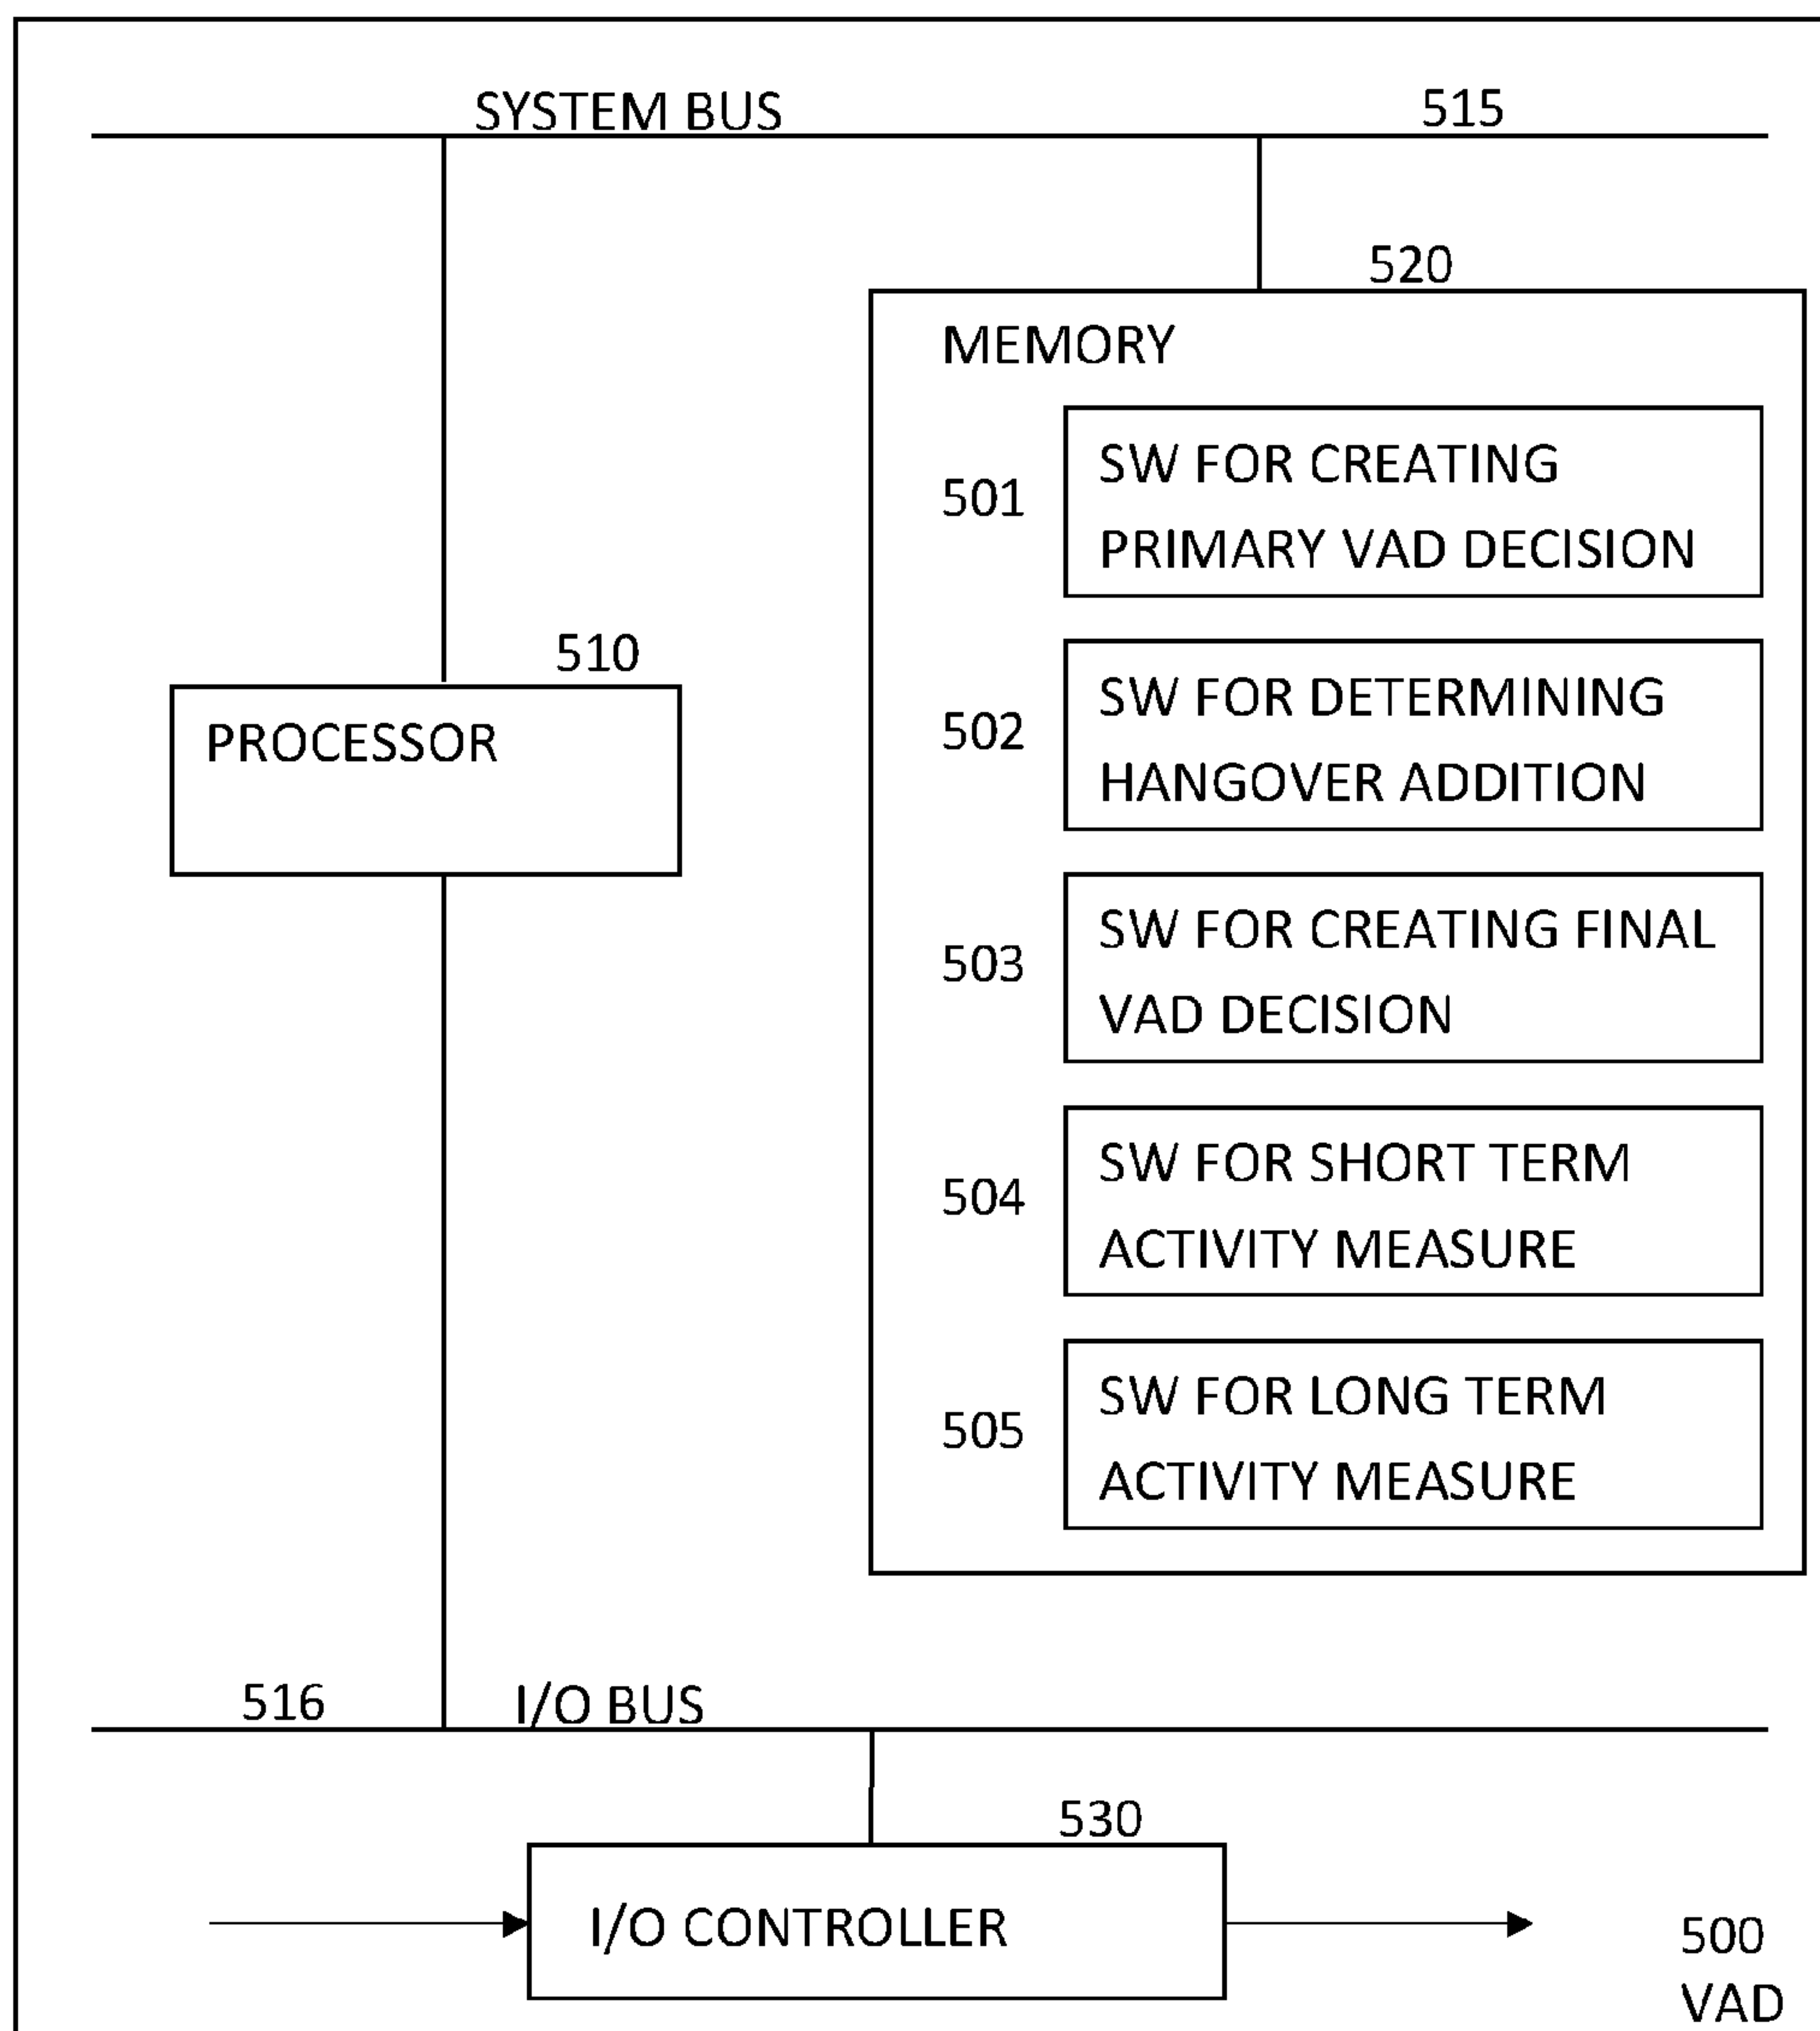 SYSTEM BUS
515
520
MEMORY
501
SW FOR CREATING
PRIMARY VAD DECISION
510
PROCESSOR
502
SW FOR DETERMINING
HANGOVER ADDITION
503
SW FOR CREATING FINAL
VAD DECISION
504
SW FOR SHORT TERM
ACTIVITY MEASURE
505
SW FOR LONG TERM
ACTIVITY MEASURE
516
I/O BUS
530
I/O CONTROLLER
500
VAD